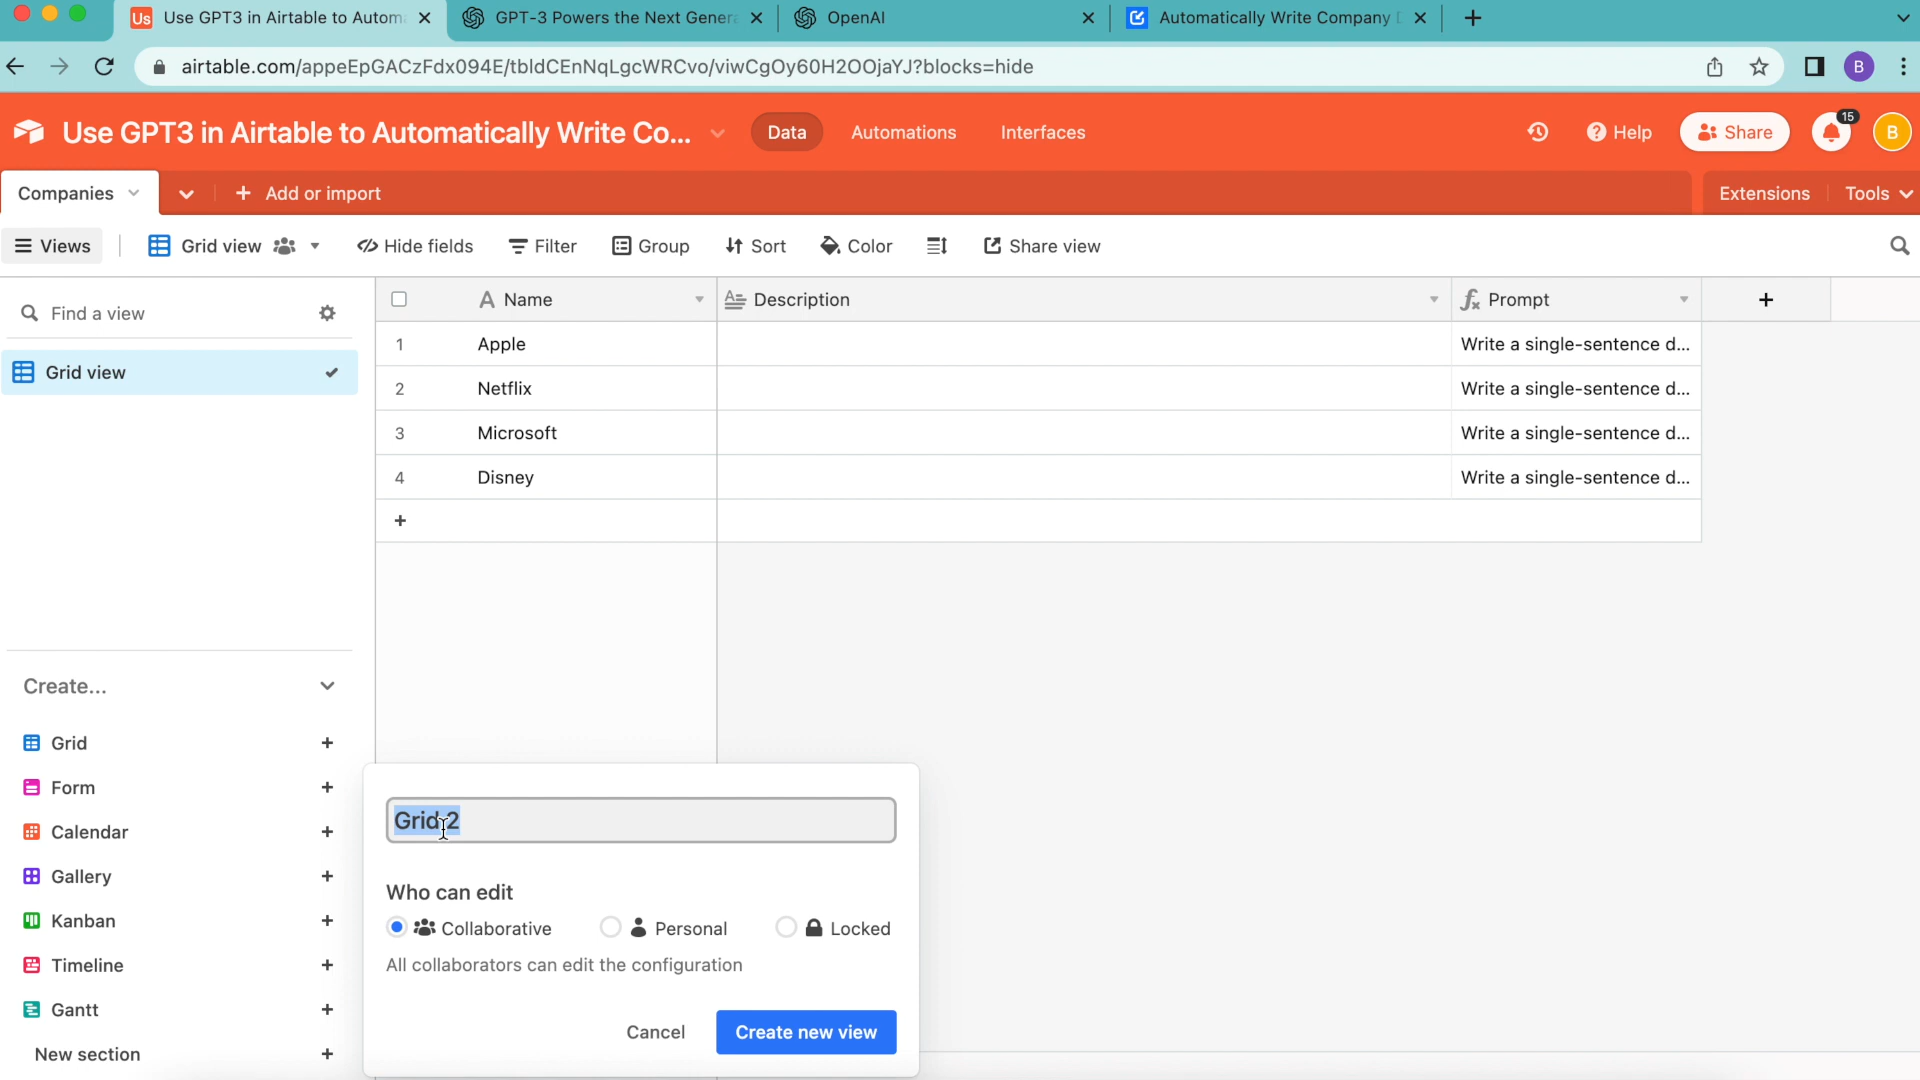 Us Use GPT3 in Airtable to Autom
GPT-3 Powers the Next Genera
OpenAI
Automatically Write Company D
airtable.com/appeEpGACzFdx094E/tbldCEnNqLgcWRCvo/viwCgOy60H2OOjaYJ?blocks=hide
B
Use GPT3 in Airtable to Automatically Write Co...
Data
Automations
Interfaces
Help
Share
15
B
Companies
Add or import
Extensions
Tools
Views
Grid view
Hide fields
Filter
Group
Sort
Color
Share view
Find a view
Grid view
Name
Description
Prompt
1 Apple Write a single-sentence d...
2 Netflix Write a single-sentence d...
3 Microsoft Write a single-sentence d...
4 Disney Write a single-sentence d...
Create...
Grid
Form
Calendar
Gallery
Kanban
Timeline
Gantt
New section
Grid 2
Who can edit
Collaborative
Personal
Locked
All collaborators can edit the configuration
Cancel
Create new view